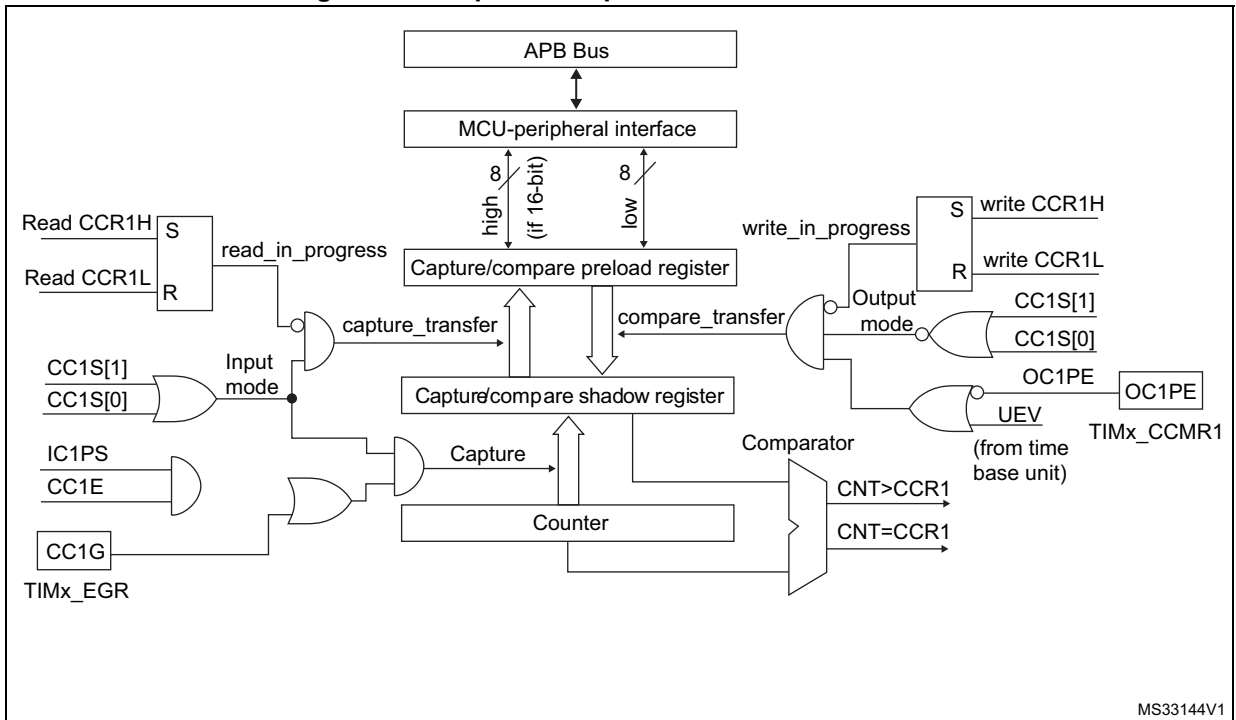 APB Bus
MCU-peripheral interface
8
high
(if 16-bit)
8
low
Read CCR1H
S
read_in_progress
Read CCR1L
R
write_in_progress
S
write CCR1H
R
write CCR1L
Capture/compare preload register
capture_transfer
compare_transfer
Output
mode
CC1S[1]
CC1S[0]
CC1S[1]
CC1S[0]
Input
mode
Capture/compare shadow register
OC1PE
OC1PE
UEV
TIMx_CCMR1
(from time
base unit)
IC1PS
CC1E
Capture
Comparator
CNT>CCR1
CNT=CCR1
Counter
CC1G
TIMx_EGR
MS33144V1